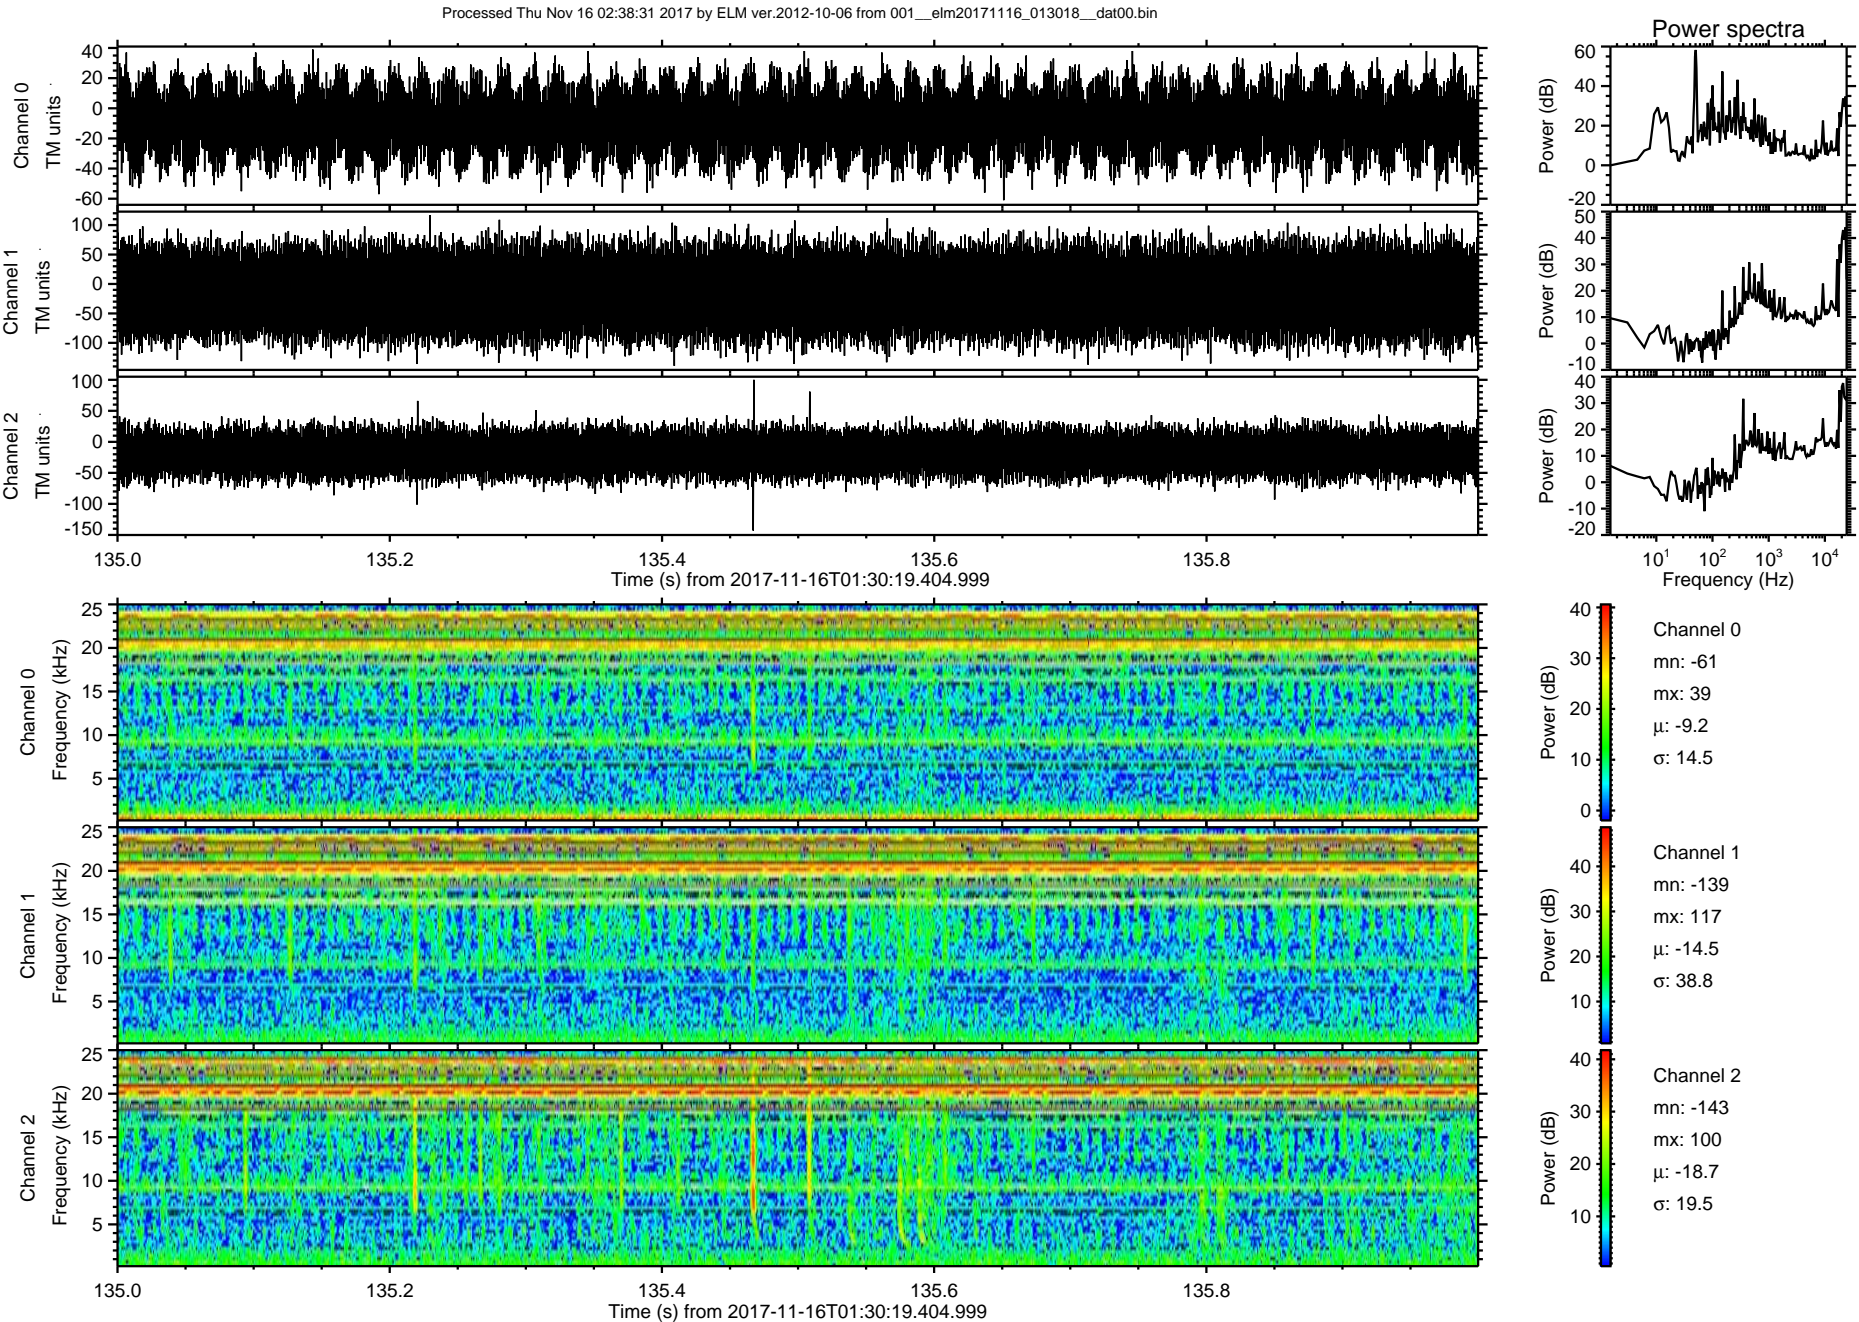 Processed Thu Nov 16 02:38:31 2017 by ELM ver.2012-10-06 from 001__elm20171116_013018__dat00.bin
Power spectra
Channel 0
TM units
40
20
0
-20
-40
-60
Power (dB)
60
40
20
0
-20
Channel 1
TM units
100
50
0
-50
-100
Power (dB)
50
40
30
20
10
0
-10
Channel 2
TM units
100
50
0
-50
-100
-150
Power (dB)
40
30
20
10
0
-10
-20
135.0 135.2 135.4 135.6 135.8
Time (s) from 2017-11-16T01:30:19.404.999
10^1 10^2 10^3 10^4
Frequency (Hz)
Channel 0
Frequency (kHz)
25
20
15
10
5
Power (dB)
40
30
20
10
0
Channel 0
mn: -61
mx: 39
μ: -9.2
σ: 14.5
Channel 1
Frequency (kHz)
25
20
15
10
5
Power (dB)
40
30
20
10
Channel 1
mn: -139
mx: 117
μ: -14.5
σ: 38.8
Channel 2
Frequency (kHz)
25
20
15
10
5
Power (dB)
40
30
20
10
Channel 2
mn: -143
mx: 100
μ: -18.7
σ: 19.5
135.0 135.2 135.4 135.6 135.8
Time (s) from 2017-11-16T01:30:19.404.999